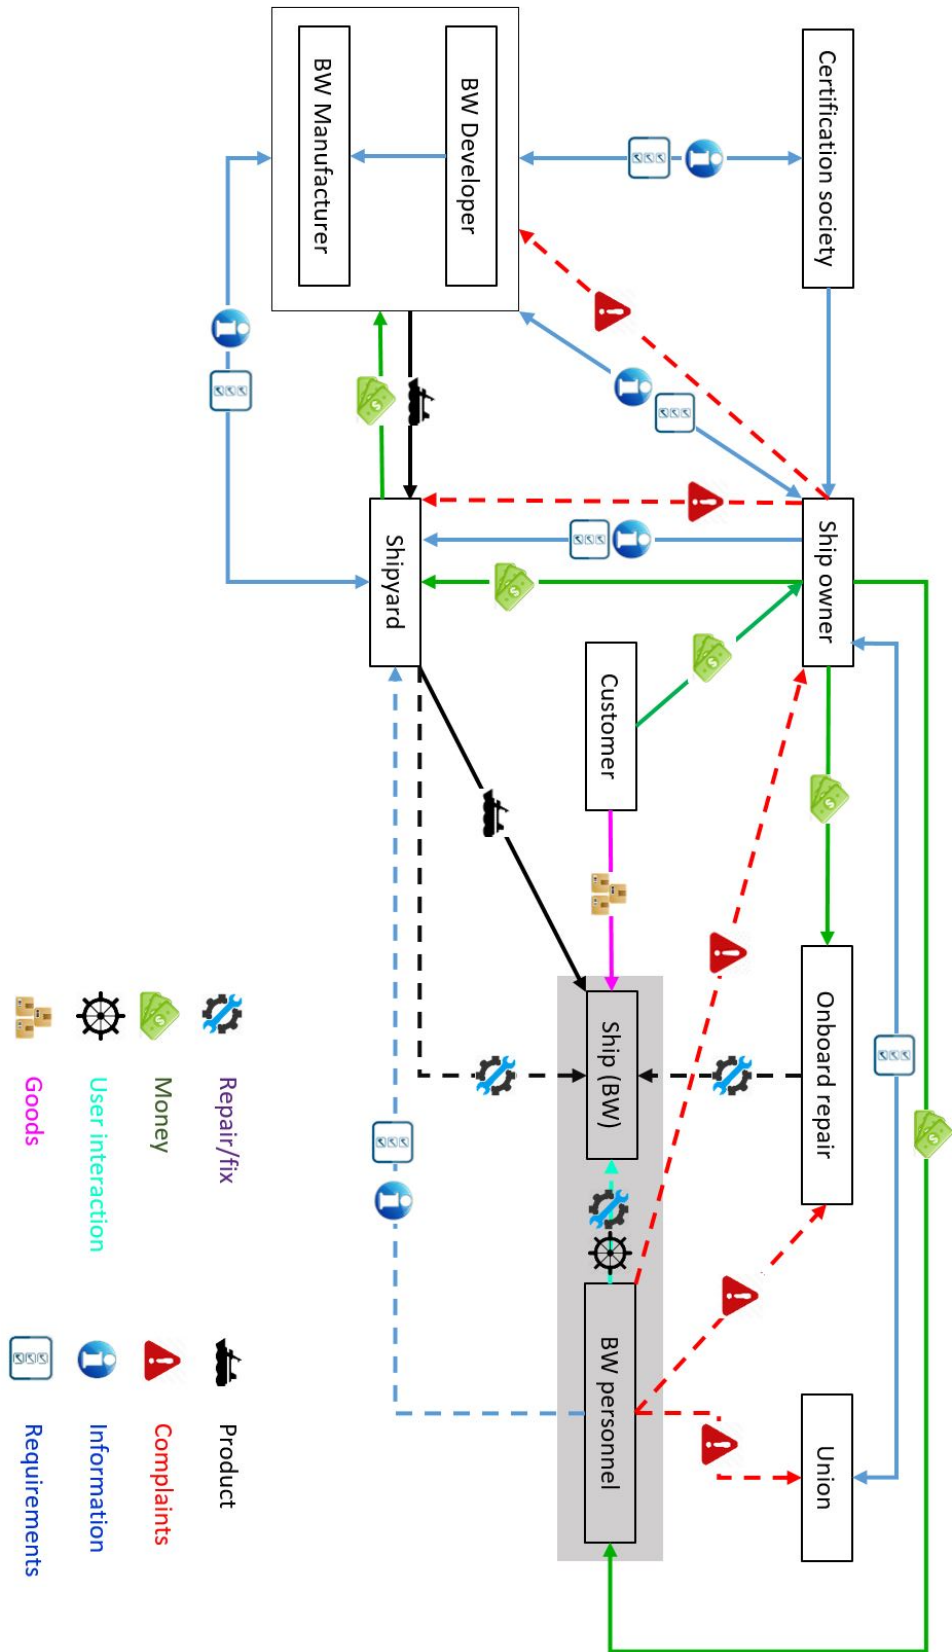 Certification society
Ship owner
Onboard repair
Union
BW Developer
BW Manufacturer
Customer
Ship (BW)
BW personnel
Shipyard
Repair/fix
Product
Money
Complaints
User interaction
Information
Goods
Requirements